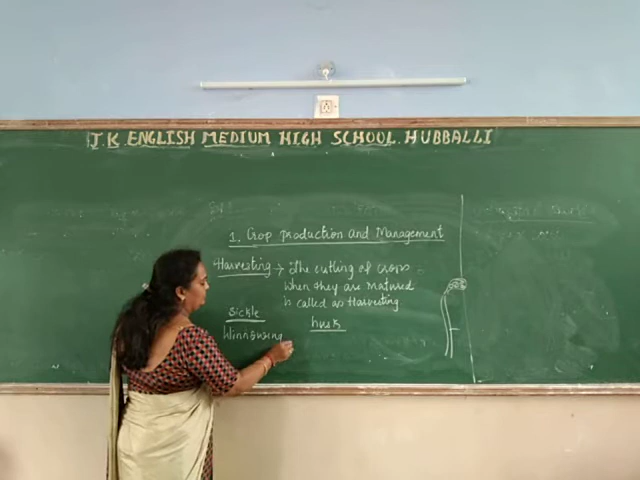 J.K ENGLISH MEDIUM HIGH SCHOOL. HUBBALLI
1. Crop production and Management
Harvesting → The cutting of crops
when they are matured
is called as Harvesting.
Sickle
husk
Winnowing